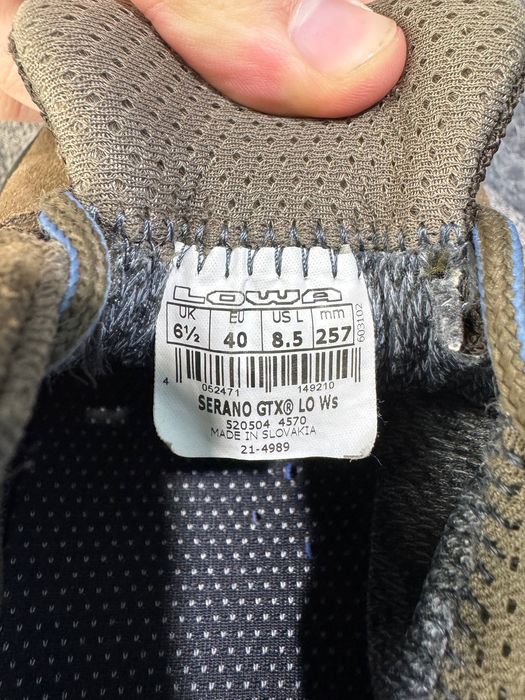 LOWA
UK EU US L mm
6½ 40 8.5 257
603102
4 052471 149210
SERANO GTX® LO Ws
520504 4570
MADE IN SLOVAKIA
21-4989